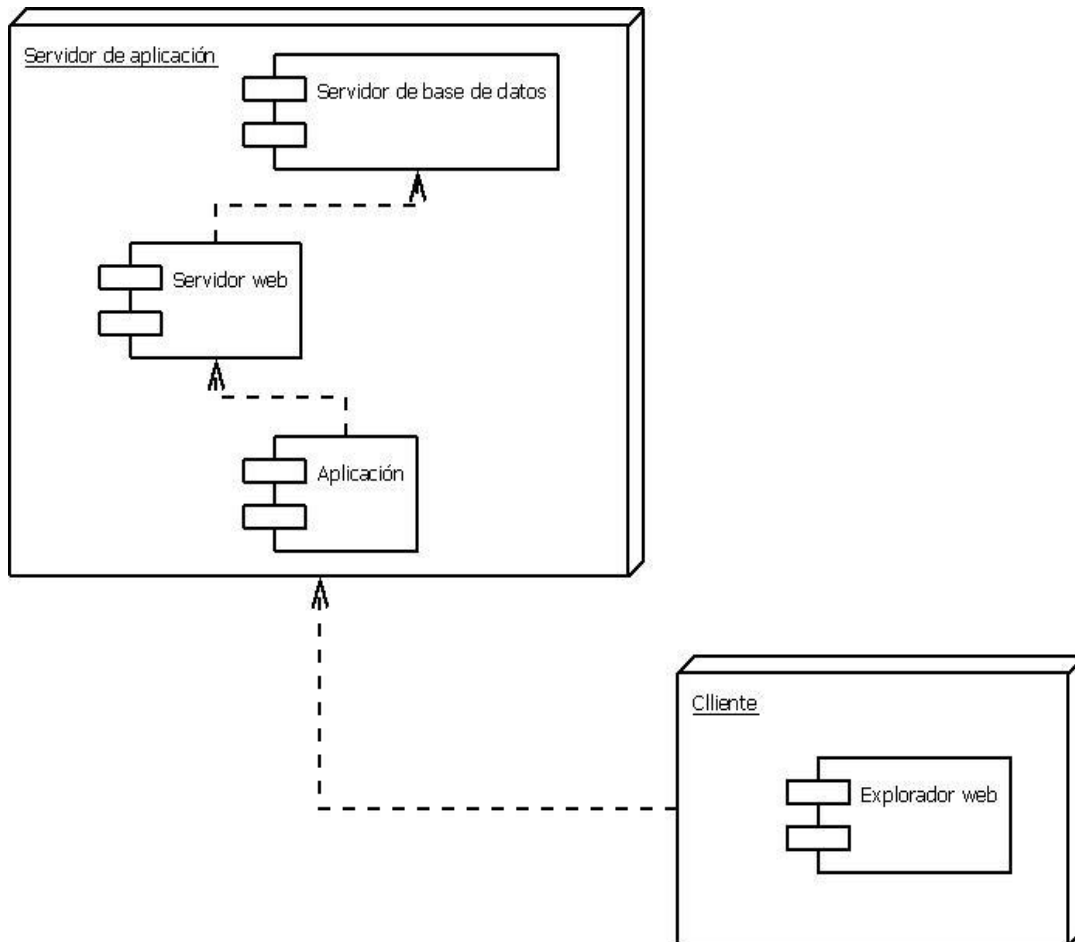 Servidor de aplicación
Servidor de base de datos
Servidor web
Aplicación
Clliente
Explorador web